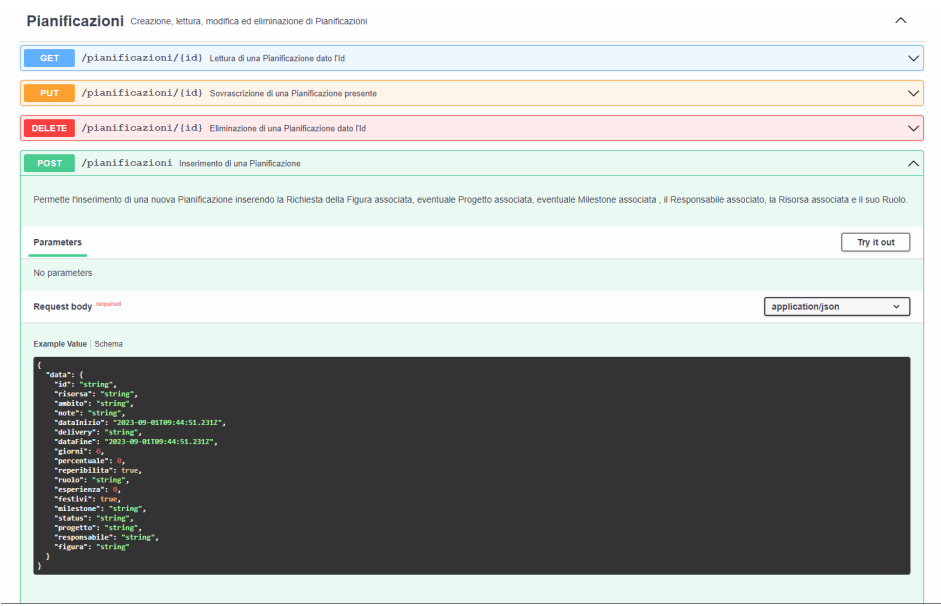 Pianificazioni Creazione, lettura, modifica ed eliminazione di Pianificazioni
GET /pianificazioni/{id} Lettura di una Pianificazione dato l'Id
PUT /pianificazioni/{id} Sovrascrizione di una Pianificazione presente
DELETE /pianificazioni/{id} Eliminazione di una Pianificazione dato l'Id
POST /pianificazioni Inserimento di una Pianificazione
Permette l'inserimento di una nuova Pianificazione inserendo la Richiesta della Figura associata, eventuale Progetto associata, eventuale Milestone associata , il Responsabile associato, la Risorsa associata e il suo Ruolo.
Parameters Try it out
No parameters
Request body required application/json
Example Value | Schema
{
"data": {
"id": "string",
"risorsa": "string",
"ambito": "string",
"note": "string",
"dataInizio": "2023-09-01T09:44:51.231Z",
"delivery": "string",
"dataFine": "2023-09-01T09:44:51.231Z",
"giorni": 0,
"percentuale": 0,
"reperibilita": true,
"ruolo": "string",
"esperienza": 0,
"festivi": true,
"milestone": "string",
"status": "string",
"progetto": "string",
"responsabile": "string",
"figura": "string"
}
}